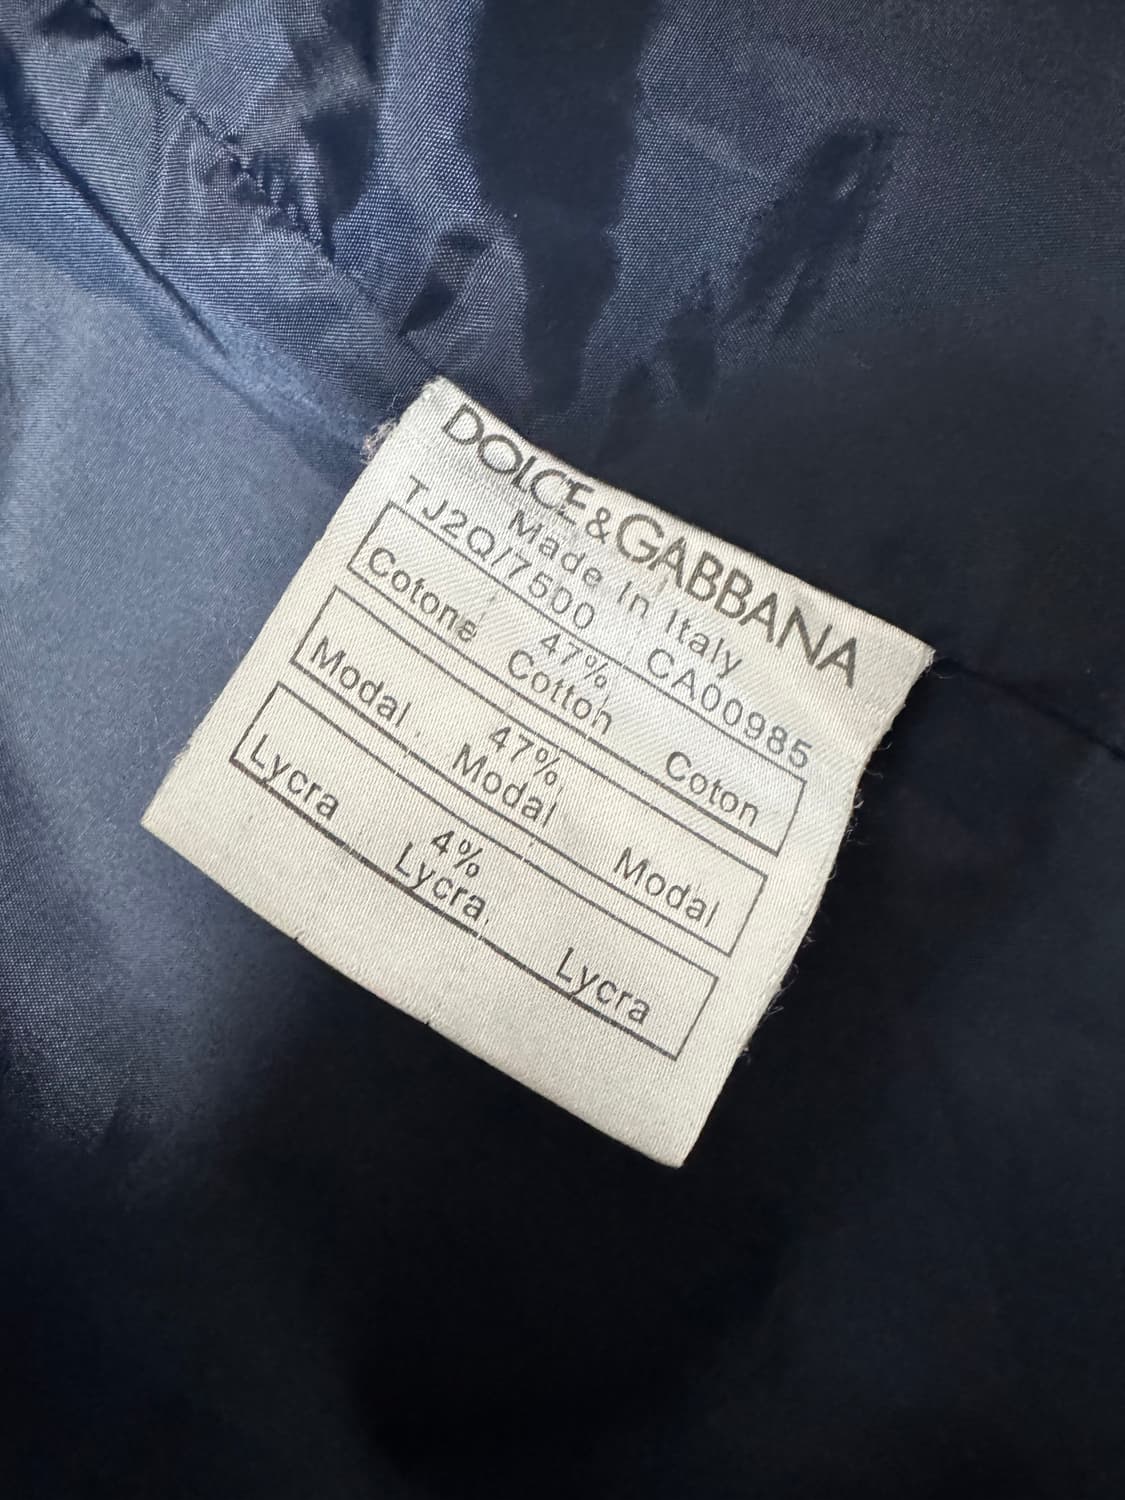 DOLCE & GABBANA
Made In Italy
TJ2Q/7500 CA00985
47%
Cotone Cotton Coton
47%
Modal Modal Modal
4%
Lycra Lycra Lycra